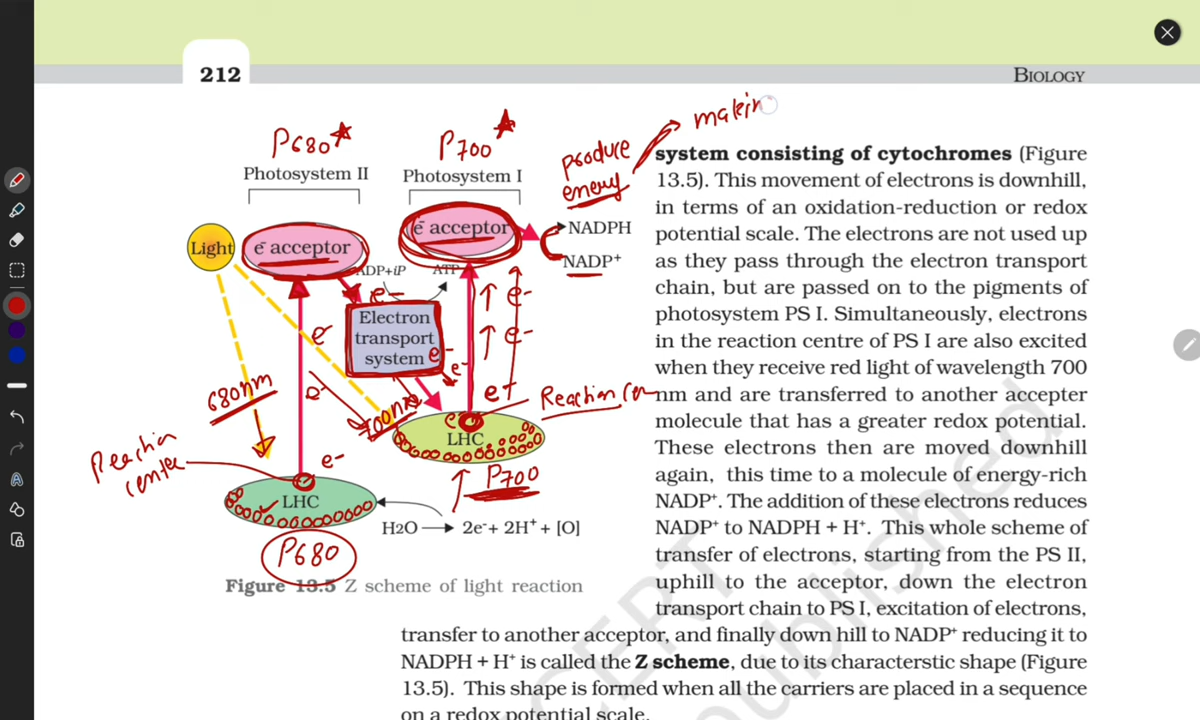 212
BIOLOGY
P680★
P700★
produce
energy
makin
Photosystem II
Photosystem I
Light
e⁻ acceptor
e⁻ acceptor
NADPH
NADP⁺
ADP+iP
ATP
e-
e-
e-
Electron
transport
system
e-
e-
e
e-
680nm
700nm
e
Reaction
center
Reaction Cen
e-
LHC
LHC
P700
P680
H2O → 2e⁻+ 2H⁺ + [O]
Figure 13.5 Z scheme of light reaction
system consisting of cytochromes (Figure
13.5). This movement of electrons is downhill,
in terms of an oxidation-reduction or redox
potential scale. The electrons are not used up
as they pass through the electron transport
chain, but are passed on to the pigments of
photosystem PS I. Simultaneously, electrons
in the reaction centre of PS I are also excited
when they receive red light of wavelength 700
nm and are transferred to another accepter
molecule that has a greater redox potential.
These electrons then are moved downhill
again, this time to a molecule of energy-rich
NADP⁺. The addition of these electrons reduces
NADP⁺ to NADPH + H⁺. This whole scheme of
transfer of electrons, starting from the PS II,
uphill to the acceptor, down the electron
transport chain to PS I, excitation of electrons,
transfer to another acceptor, and finally down hill to NADP⁺ reducing it to
NADPH + H⁺ is called the Z scheme, due to its characterstic shape (Figure
13.5). This shape is formed when all the carriers are placed in a sequence
on a redox potential scale.